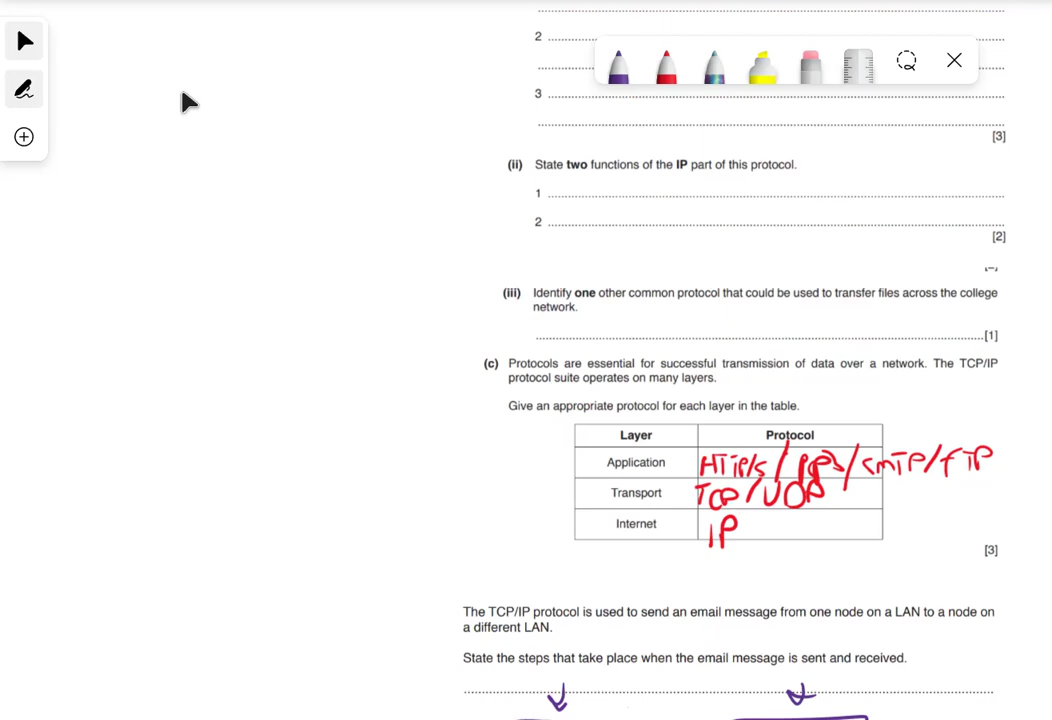 2
3
[3]
(ii) State two functions of the IP part of this protocol.
1
2
[2]
(iii) Identify one other common protocol that could be used to transfer files across the college
network.
[1]
(c) Protocols are essential for successful transmission of data over a network. The TCP/IP
protocol suite operates on many layers.
Give an appropriate protocol for each layer in the table.
Layer Protocol
Application HTTP/s / /SmTP/FTP
Transport TCP/UDP
Internet IP
[3]
The TCP/IP protocol is used to send an email message from one node on a LAN to a node on
a different LAN.
State the steps that take place when the email message is sent and received.